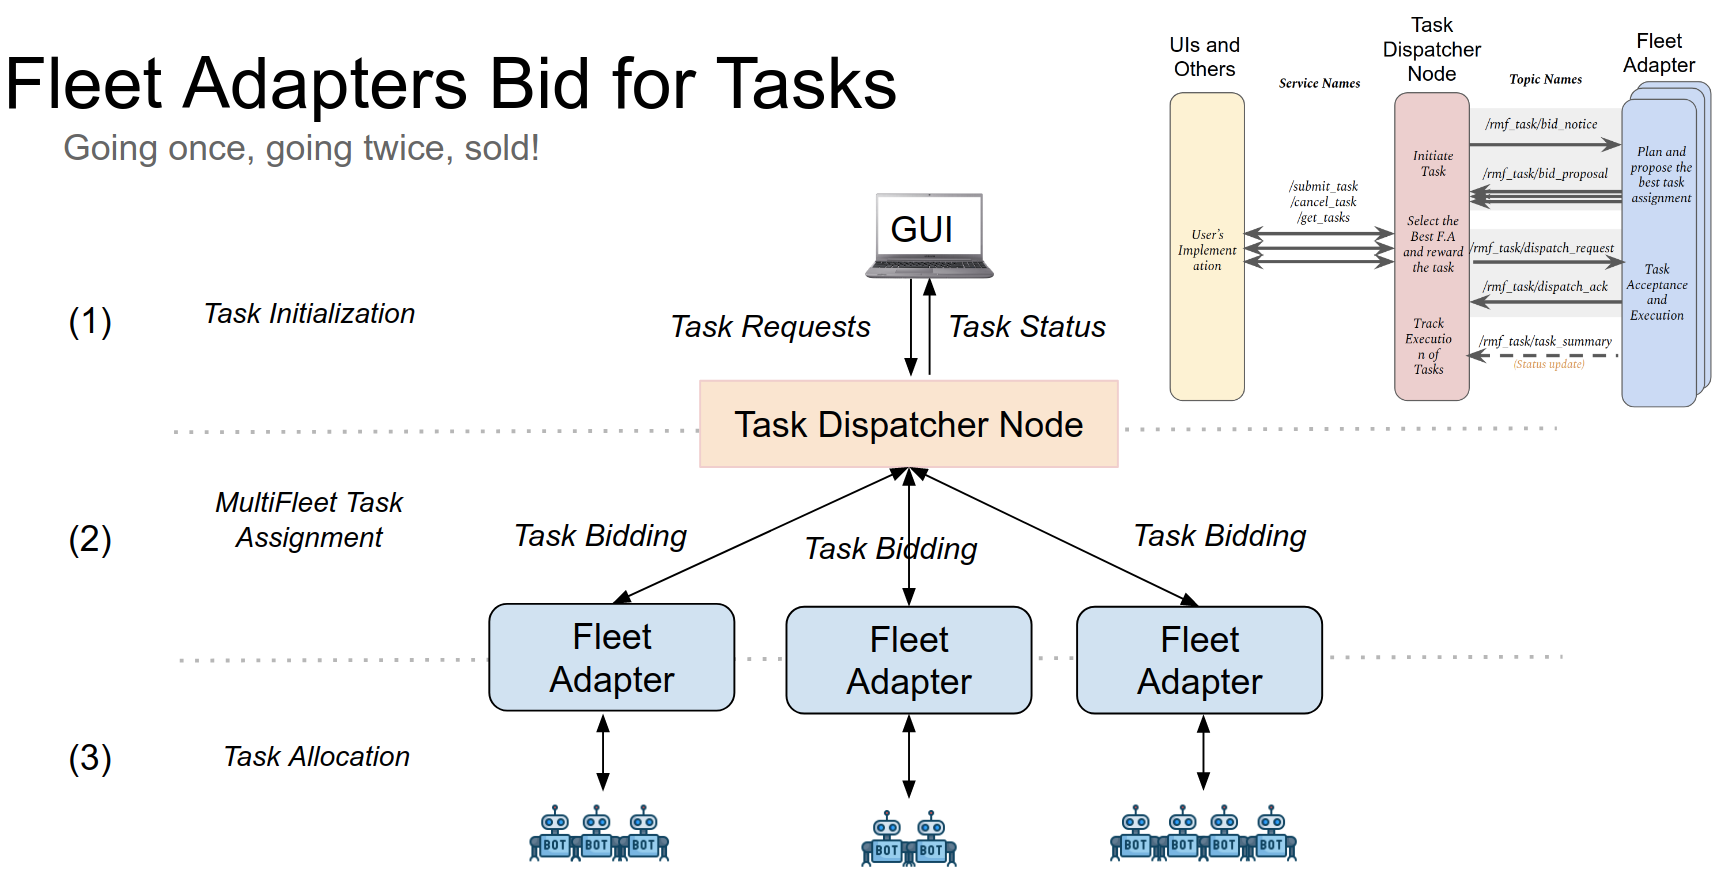 Fleet Adapters Bid for Tasks
Going once, going twice, sold!
UIs and
Others
Service Names
Task
Dispatcher
Node
Topic Names
Fleet
Adapter
User's
Implement
ation
/submit_task
/cancel_task
/get_tasks
Initiate
Task
Select the
Best F.A
and reward
the task
Track
Executio
n of
Tasks
/rmf_task/bid_notice
/rmf_task/bid_proposal
/rmf_task/dispatch_request
/rmf_task/dispatch_ack
/rmf_task/task_summary
(Status update)
Plan and
propose the
best task
assignment
Task
Acceptance
and
Execution
GUI
(1)
Task Initialization
Task Requests
Task Status
Task Dispatcher Node
(2)
MultiFleet Task
Assignment
Task Bidding
Task Bidding
Task Bidding
Fleet
Adapter
Fleet
Adapter
Fleet
Adapter
(3)
Task Allocation
BOT
BOT
BOT
BOT
BOT
BOT
BOT
BOT
BOT